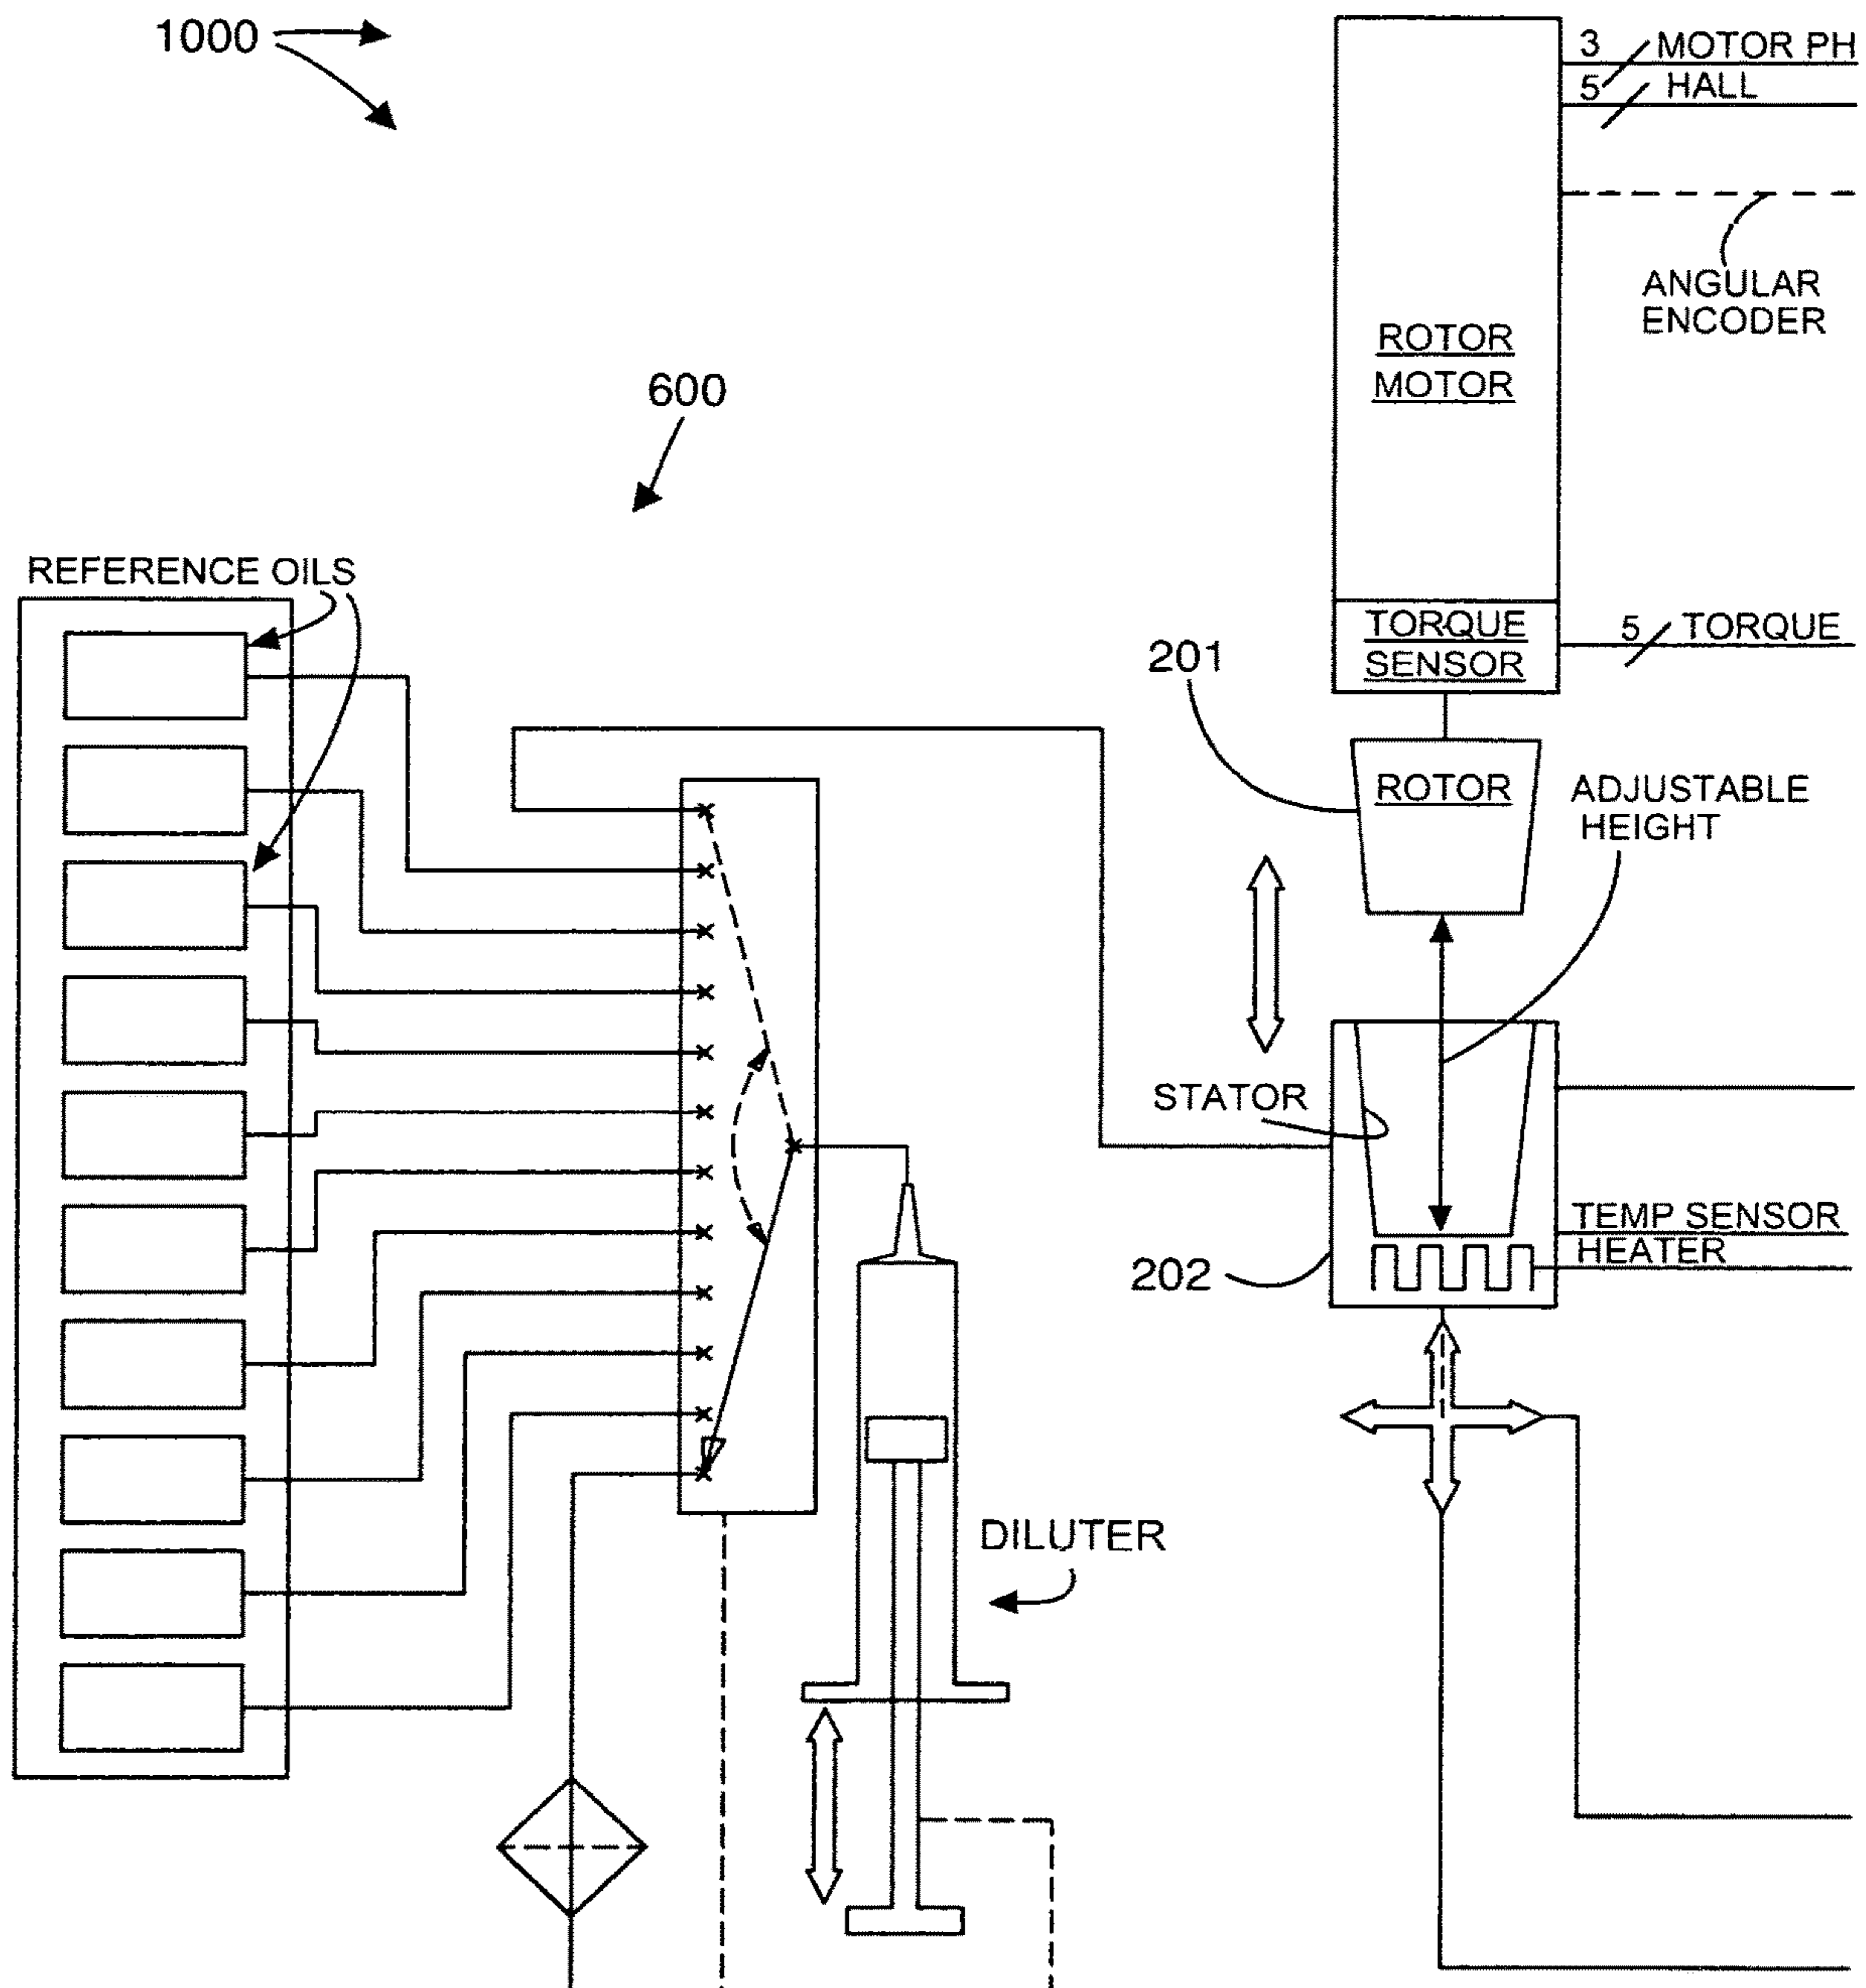 1000
3 MOTOR PH
5 HALL
ANGULAR
ENCODER
ROTOR
MOTOR
600
REFERENCE OILS
TORQUE
SENSOR
5 TORQUE
201
ROTOR
ADJUSTABLE
HEIGHT
STATOR
TEMP SENSOR
HEATER
202
DILUTER